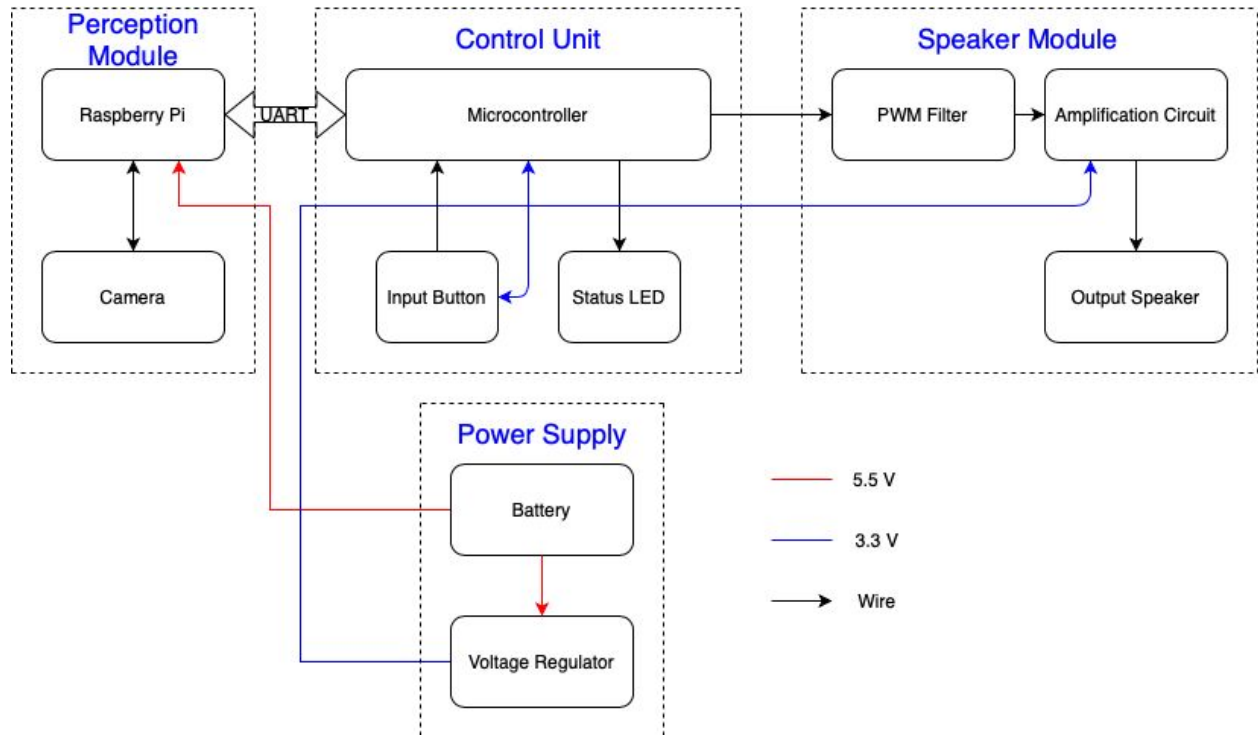 Perception
Module
Control Unit
Speaker Module
Raspberry Pi
UART
Microcontroller
PWM Filter
Amplification Circuit
Camera
Input Button
Status LED
Output Speaker
Power Supply
Battery
Voltage Regulator
5.5 V
3.3 V
Wire